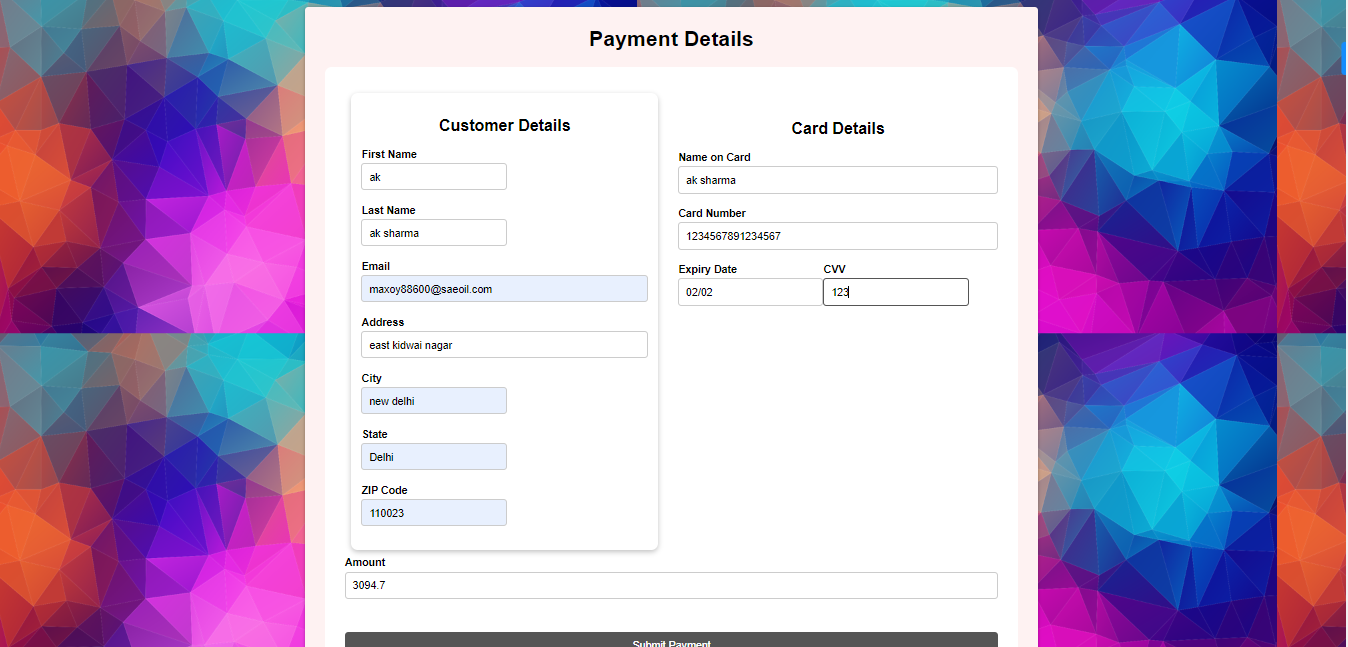 Payment Details
Customer Details
First Name
ak
Last Name
ak sharma
Email
maxoy88600@saeoil.com
Address
east kidwai nagar
City
new delhi
State
Delhi
ZIP Code
110023
Card Details
Name on Card
ak sharma
Card Number
1234567891234567
Expiry Date CVV
02/02 123
Amount
3094.7
Submit Payment